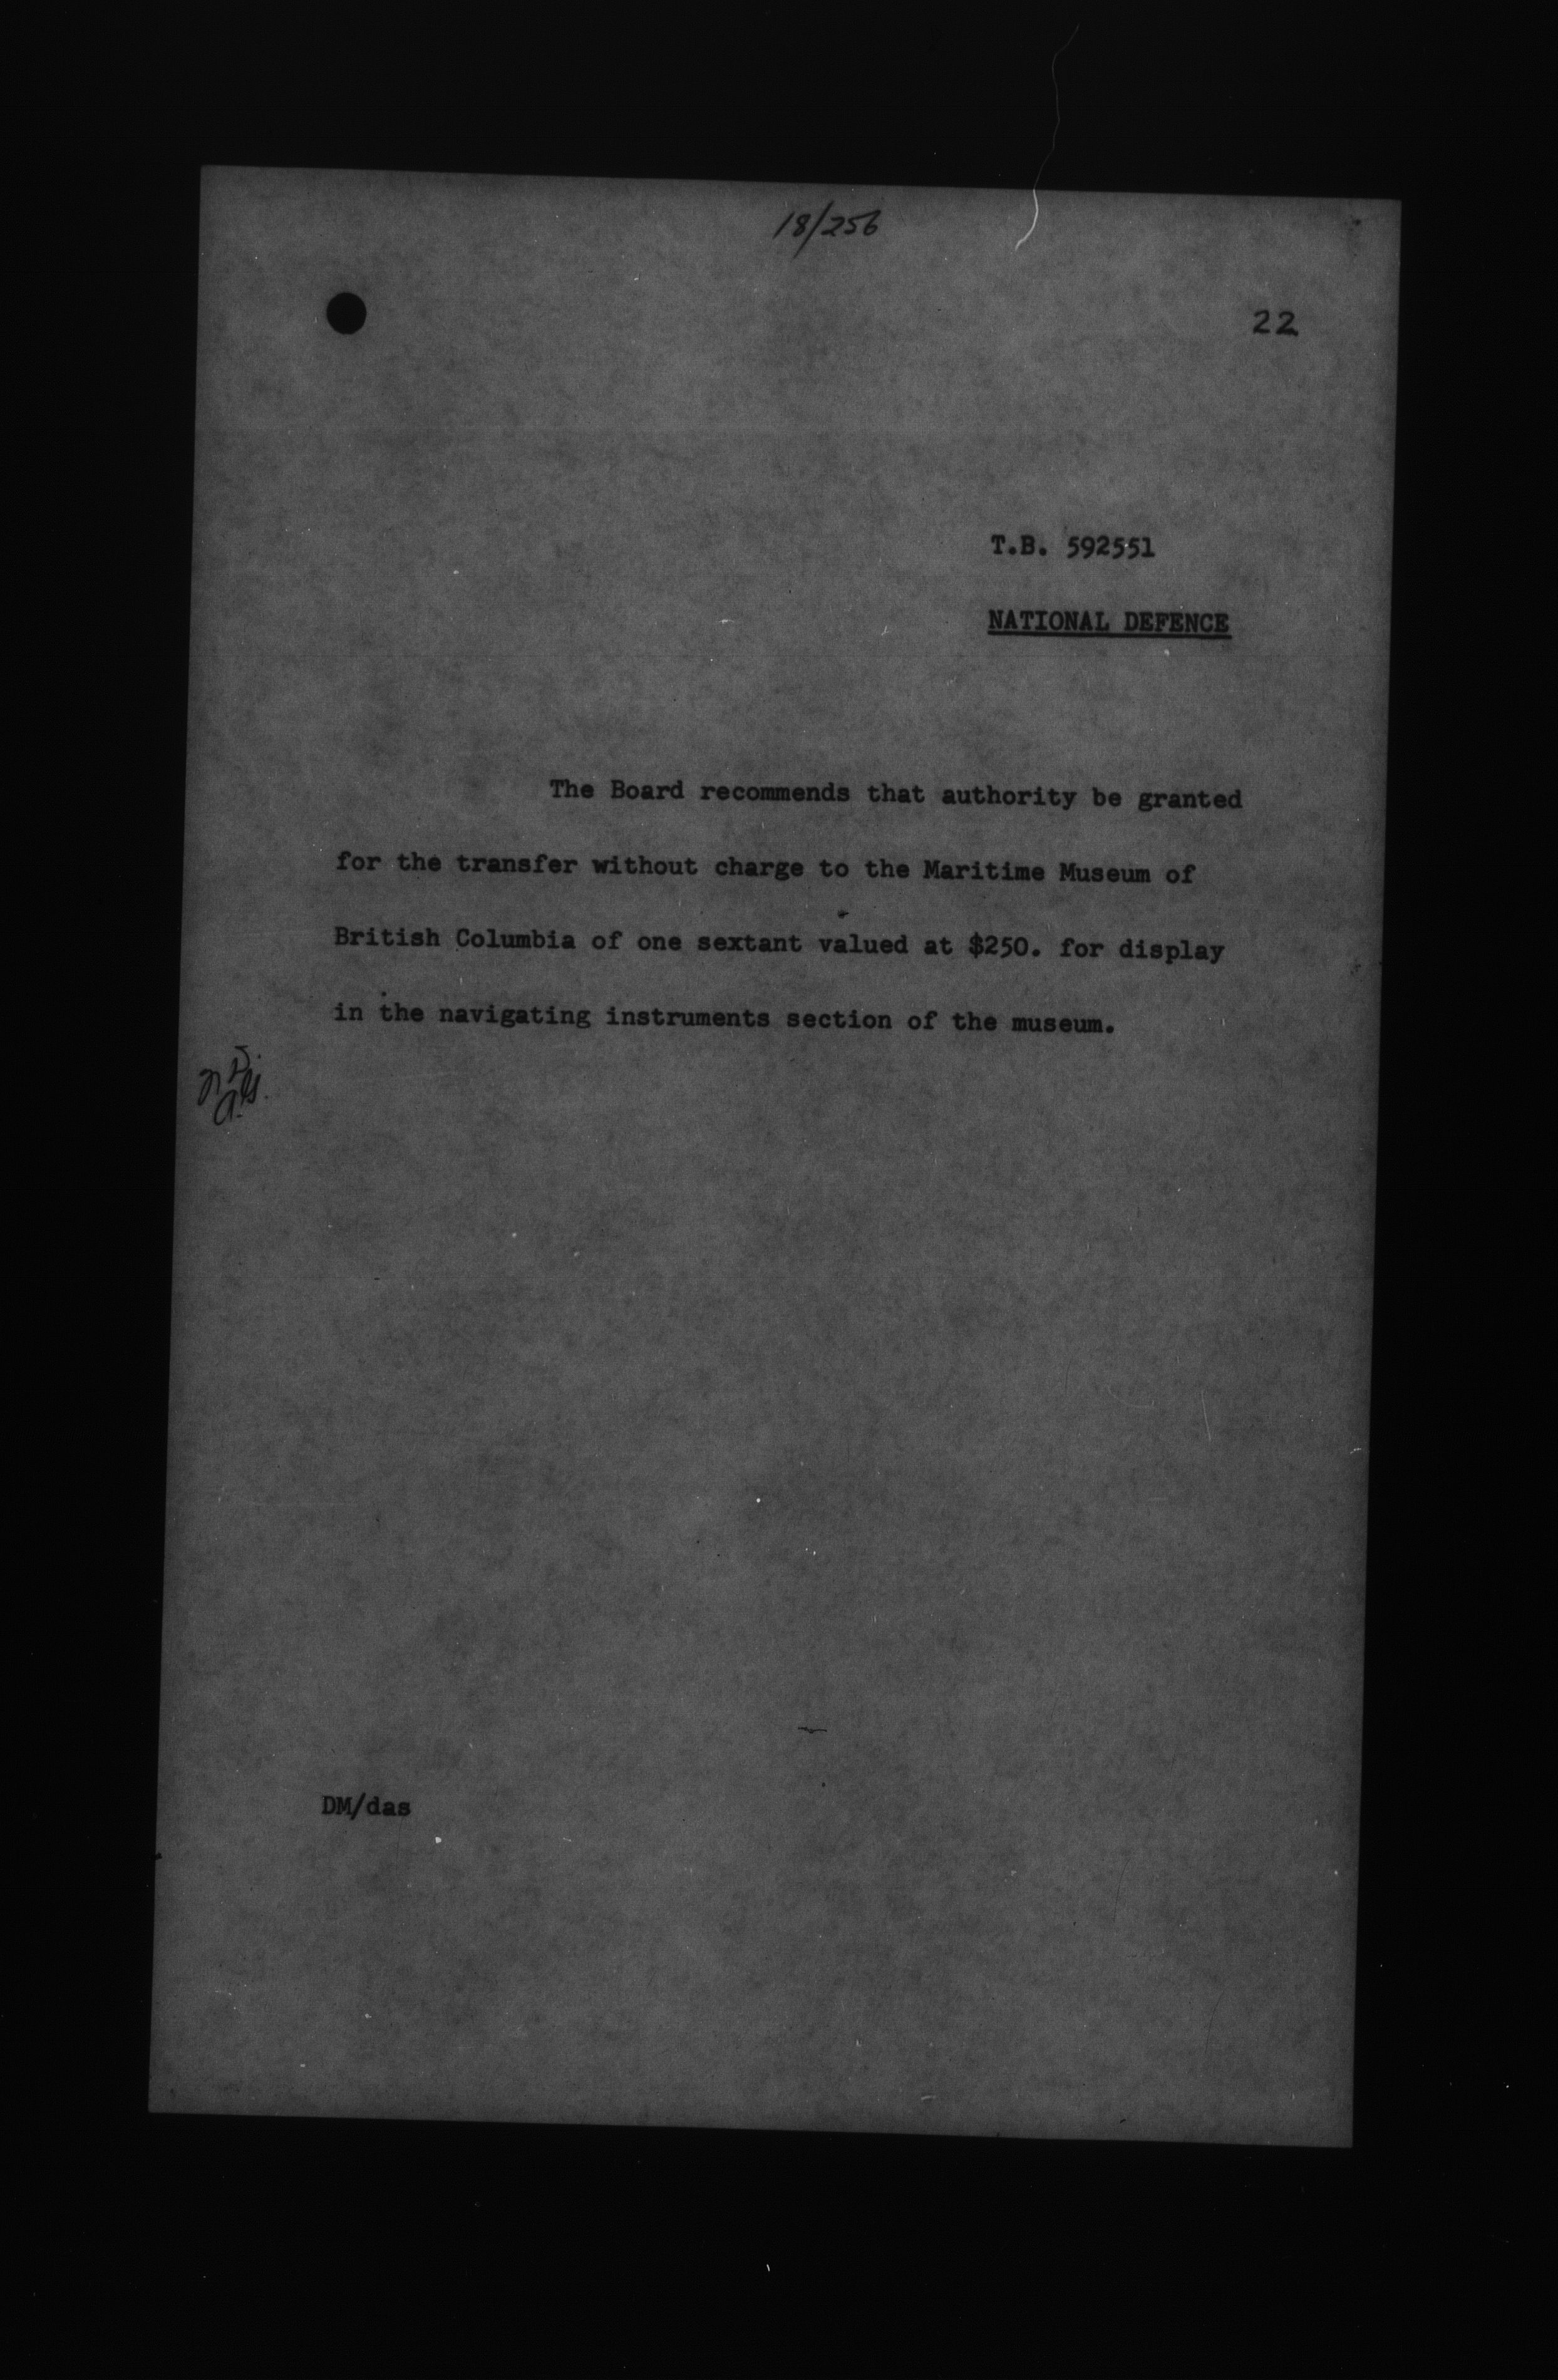 18/256
22
T.B. 592551
NATIONAL DEFENCE
The Board recommends that authority be granted
for the transfer without charge to the Maritime Museum of
British Columbia of one sextant valued at $250. for display
in the navigating instruments section of the museum.
DM/das